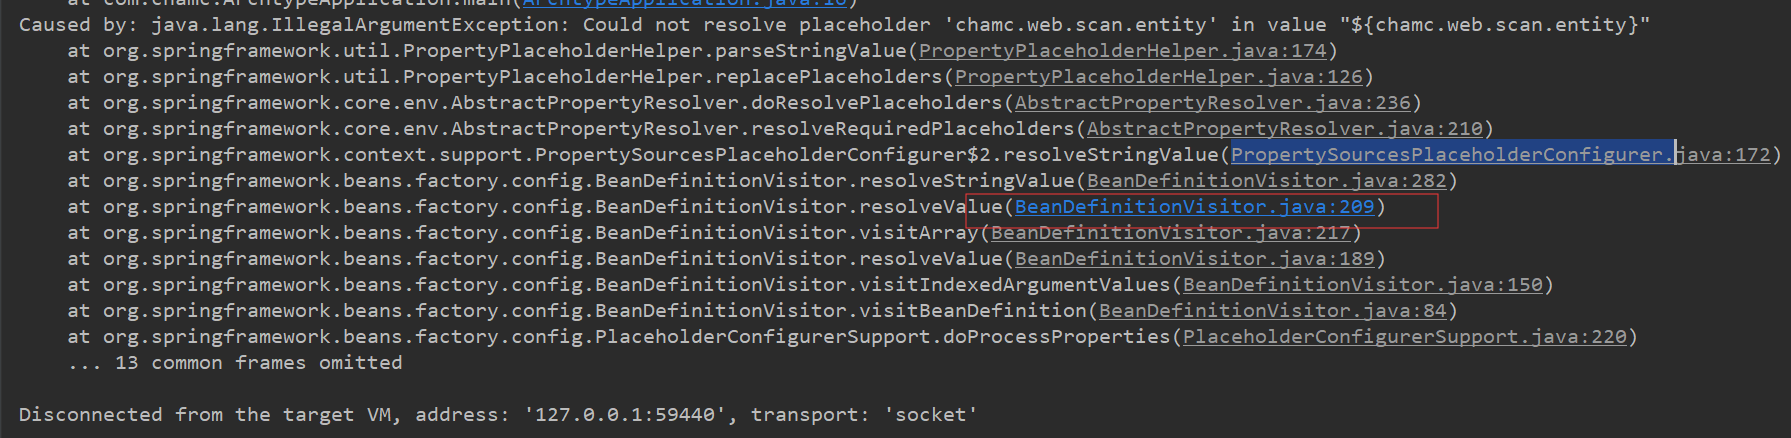 at com.chamc.ArchtypeApplication.main(ArchtypeApplication.java:16)
Caused by: java.lang.IllegalArgumentException: Could not resolve placeholder 'chamc.web.scan.entity' in value "${chamc.web.scan.entity}"
at org.springframework.util.PropertyPlaceholderHelper.parseStringValue(PropertyPlaceholderHelper.java:174)
at org.springframework.util.PropertyPlaceholderHelper.replacePlaceholders(PropertyPlaceholderHelper.java:126)
at org.springframework.core.env.AbstractPropertyResolver.doResolvePlaceholders(AbstractPropertyResolver.java:236)
at org.springframework.core.env.AbstractPropertyResolver.resolveRequiredPlaceholders(AbstractPropertyResolver.java:210)
at org.springframework.context.support.PropertySourcesPlaceholderConfigurer$2.resolveStringValue(PropertySourcesPlaceholderConfigurer.java:172)
at org.springframework.beans.factory.config.BeanDefinitionVisitor.resolveStringValue(BeanDefinitionVisitor.java:282)
at org.springframework.beans.factory.config.BeanDefinitionVisitor.resolveValue(BeanDefinitionVisitor.java:209)
at org.springframework.beans.factory.config.BeanDefinitionVisitor.visitArray(BeanDefinitionVisitor.java:217)
at org.springframework.beans.factory.config.BeanDefinitionVisitor.resolveValue(BeanDefinitionVisitor.java:189)
at org.springframework.beans.factory.config.BeanDefinitionVisitor.visitIndexedArgumentValues(BeanDefinitionVisitor.java:150)
at org.springframework.beans.factory.config.BeanDefinitionVisitor.visitBeanDefinition(BeanDefinitionVisitor.java:84)
at org.springframework.beans.factory.config.PlaceholderConfigurerSupport.doProcessProperties(PlaceholderConfigurerSupport.java:220)
... 13 common frames omitted
Disconnected from the target VM, address: '127.0.0.1:59440', transport: 'socket'